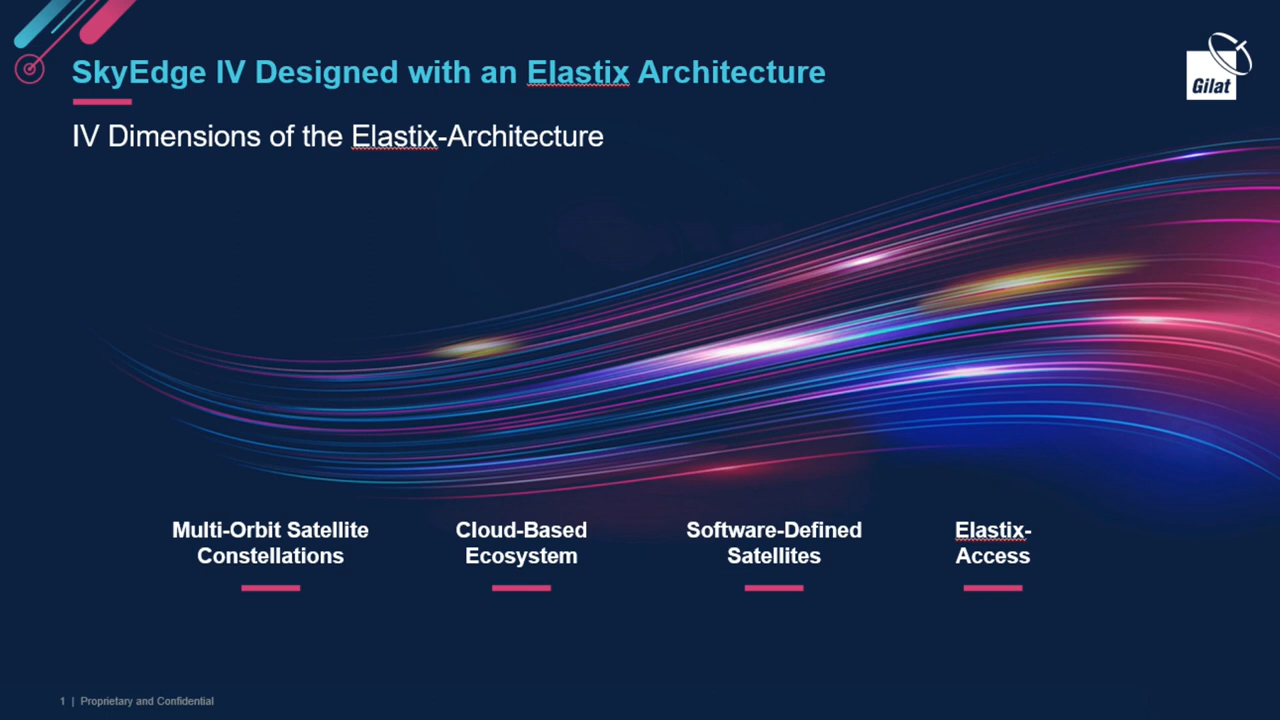 SkyEdge IV Designed with an Elastix Architecture
Gilat
IV Dimensions of the Elastix-Architecture
Multi-Orbit Satellite
Constellations
Cloud-Based
Ecosystem
Software-Defined
Satellites
Elastix-
Access
1 | Proprietary and Confidential